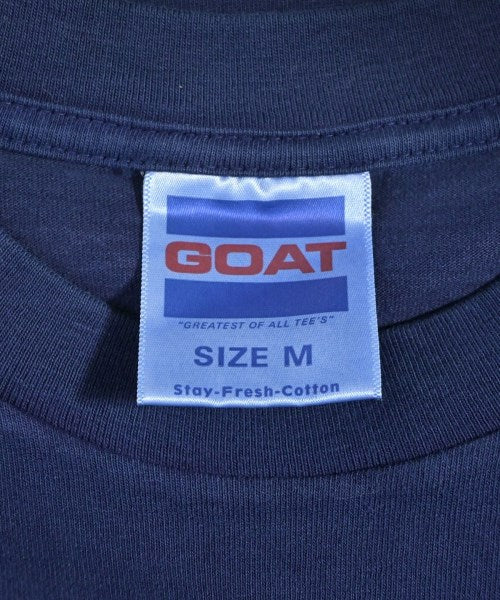 GOAT
"GREATEST OF ALL TEE'S"
SIZE M
Stay-Fresh-Cotton